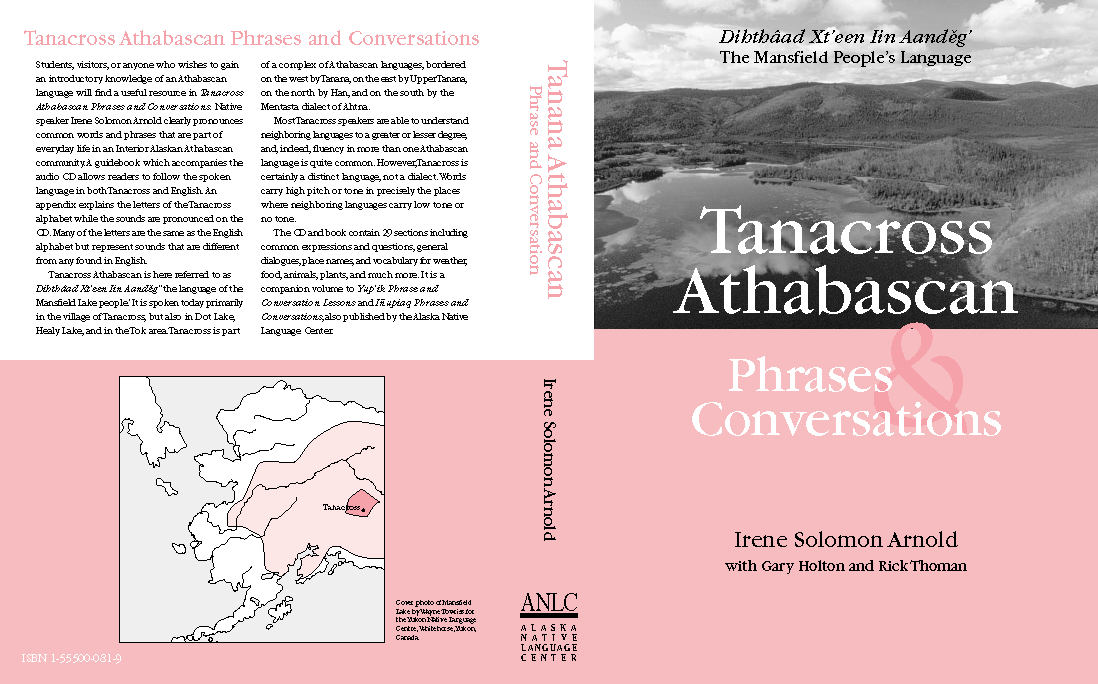 Tanacross Athabascan Phrases and Conversations
Students, visitors, or anyone who wishes to gain
an introductory knowledge of an Athabascan
language will find a useful resource in Tanacross
Athabascan Phrases and Conversations. Native
speaker Irene Solomon Arnold clearly pronounces
common words and phrases that are part of
everyday life in an Interior Alaskan Athabascan
community. A guidebook which accompanies the
audio CD allows readers to follow the spoken
language in both Tanacross and English. An
appendix explains the letters of the Tanacross
alphabet while the sounds are pronounced on the
CD. Many of the letters are the same as the English
alphabet but represent sounds that are different
from any found in English.
Tanacross Athabascan is here referred to as
Dihthâad Xt'een Iin Aandĕg' "the language of the
Mansfield Lake people." It is spoken today primarily
in the village of Tanacross, but also in Dot Lake,
Healy Lake, and in the Tok area. Tanacross is part
of a complex of Athabascan languages, bordered
on the west by Tanana, on the east by Upper Tanana,
on the north by Han, and on the south by the
Mentasta dialect of Ahtna.
Most Tanacross speakers are able to understand
neighboring languages to a greater or lesser degree,
and, indeed, fluency in more than one Athabascan
language is quite common. However, Tanacross is
certainly a distinct language, not a dialect. Words
carry high pitch or tone in precisely the places
where neighboring languages carry low tone or
no tone.
The CD and book contain 29 sections including
common expressions and questions, general
dialogues, place names, and vocabulary for weather,
food, animals, plants, and much more. It is a
companion volume to Yup'ik Phrase and
Conversation Lessons and Iñupiaq Phrases and
Conversations, also published by the Alaska Native
Language Center.
Tanacross
Cover photo of Mansfield
Lake by Wayne Towriss for
the Yukon Native Language
Centre, Whitehorse, Yukon,
Canada.
ISBN 1-55500-081-9
Tanana Athabascan
Phrase and Conversation
Irene Solomon Arnold
ANLC
ALASKA
NATIVE
LANGUAGE
CENTER
Dihthâad Xt'een Iin Aandĕg'
The Mansfield People's Language
Tanacross
Athabascan
Phrases &
Conversations
Irene Solomon Arnold
with Gary Holton and Rick Thoman